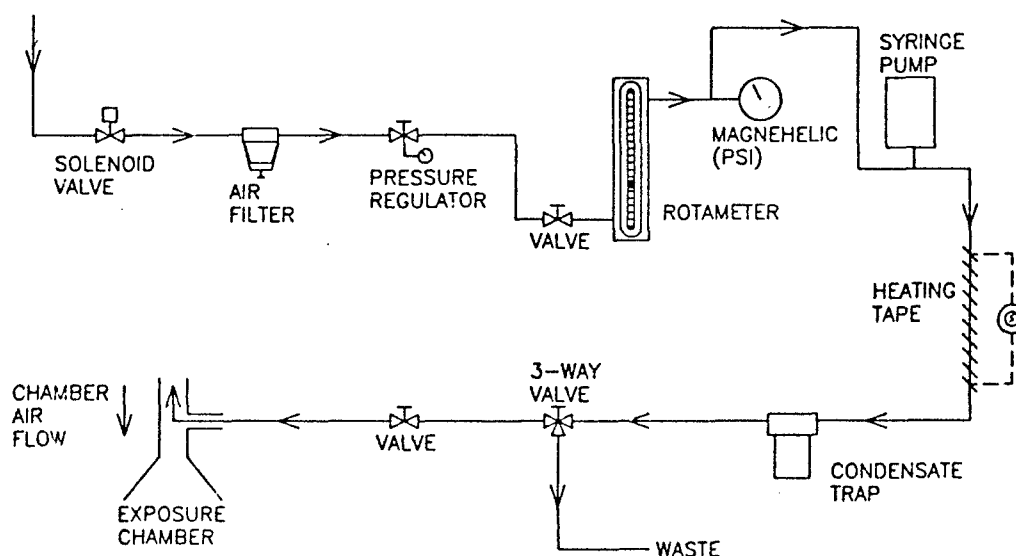 SYRINGE
PUMP
SOLENOID
VALVE
AIR
FILTER
PRESSURE
REGULATOR
VALVE
ROTAMETER
MAGNEHELIC
(PSI)
HEATING
TAPE
3-WAY
VALVE
CHAMBER
AIR
FLOW
VALVE
CONDENSATE
TRAP
EXPOSURE
CHAMBER
WASTE